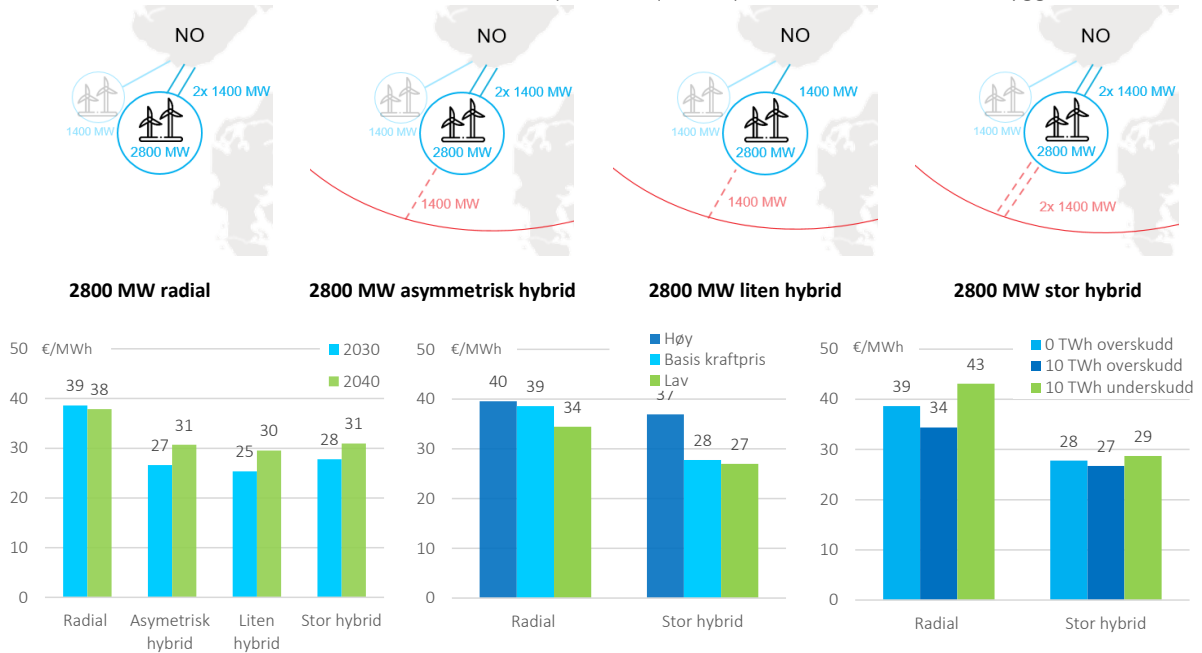 NO
2x 1400 MW
1400 MW
2800 MW
NO
2x 1400 MW
1400 MW
2800 MW
1400 MW
NO
1400 MW
1400 MW
2800 MW
1400 MW
NO
2x 1400 MW
1400 MW
2800 MW
2x 1400 MW
2800 MW radial
2800 MW asymmetrisk hybrid
2800 MW liten hybrid
2800 MW stor hybrid
50 €/MWh
2030
2040
40
30
20
10
0
39
38
27
31
25
30
28
31
Radial
Asymetrisk hybrid
Liten hybrid
Stor hybrid
50 €/MWh
Høy
Basis kraftpris
Lav
40
30
20
10
0
40
39
34
37
28
27
Radial
Stor hybrid
50 €/MWh
0 TWh overskudd
10 TWh overskudd
10 TWh underskudd
40
30
20
10
0
39
34
43
28
27
29
Radial
Stor hybrid